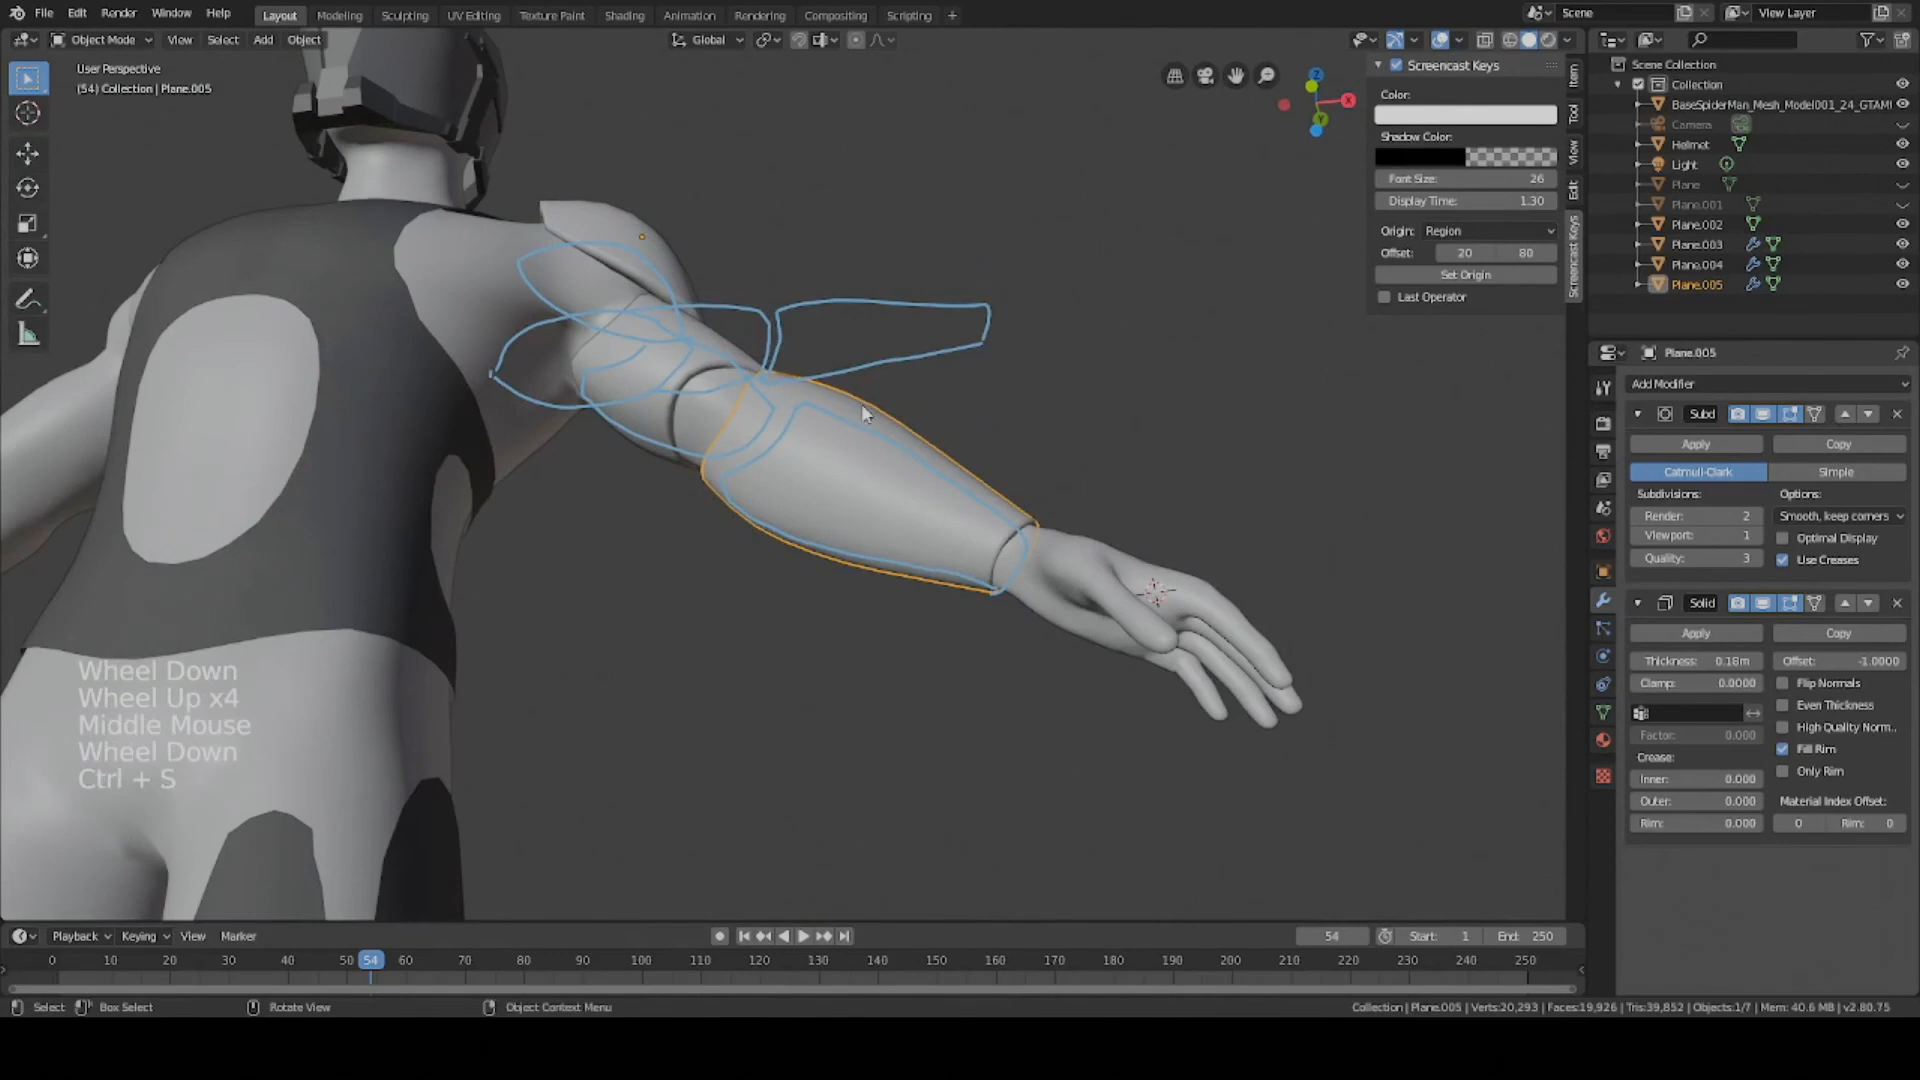 File Edit Render Window Help Layout Modeling Sculpting UV Editing Texture Paint Shading Animation Rendering Compositing Scripting + Scene View Layer
Object Mode View Select Add Object Global
User Perspective
(54) Collection | Plane.005
Screencast Keys
Color:
Shadow Color:
Font Size: 26
Display Time: 1.30
Origin: Region
Offset: 20 80
Set Origin
Last Operator
Item
Tool
View
Edit
Screencast Keys
Z
X
Y
Scene Collection
Collection
BaseSpiderMan_Mesh_Model001_24_GTAM
Camera
Helmet
Light
Plane
Plane.001
Plane.002
Plane.003
Plane.004
Plane.005
Plane.005
Add Modifier
Subd
Apply Copy
Catmull-Clark Simple
Subdivisions: Options:
Render: 2 Smooth, keep corners
Viewport: 1 Optimal Display
Quality: 3 Use Creases
Solid
Apply Copy
Thickness: 0.18m Offset: -1.0000
Clamp: 0.0000 Flip Normals
Even Thickness
High Quality Norm..
Factor: 0.000 Fill Rim
Crease:
Only Rim
Inner: 0.000
Outer: 0.000 Material Index Offset:
Rim: 0.000 0 Rim: 0
Wheel Down
Wheel Up x4
Middle Mouse
Wheel Down
Ctrl + S
Playback Keying View Marker 54 Start: 1 End: 250
0 10 20 30 40 50 54 60 70 80 90 100 110 120 130 140 150 160 170 180 190 200 210 220 230 240 250
Select Box Select Rotate View Object Context Menu Collection | Plane.005 | Verts:20,293 | Faces:19,926 | Tris:39,852 | Objects:1/7 | Mem: 40.6 MB | v2.80.75